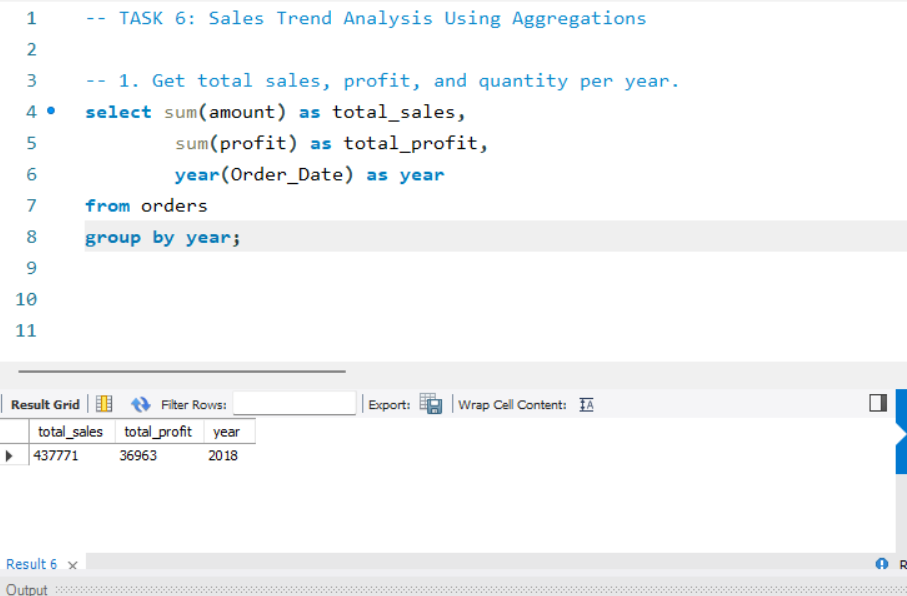 1 -- TASK 6: Sales Trend Analysis Using Aggregations
2
3 -- 1. Get total sales, profit, and quantity per year.
4 select sum(amount) as total_sales,
5 sum(profit) as total_profit,
6 year(Order_Date) as year
7 from orders
8 group by year;
9
10
11
Result Grid Filter Rows: Export: Wrap Cell Content: IA
total_sales total_profit year
437771 36963 2018
Result 6 x R
Output